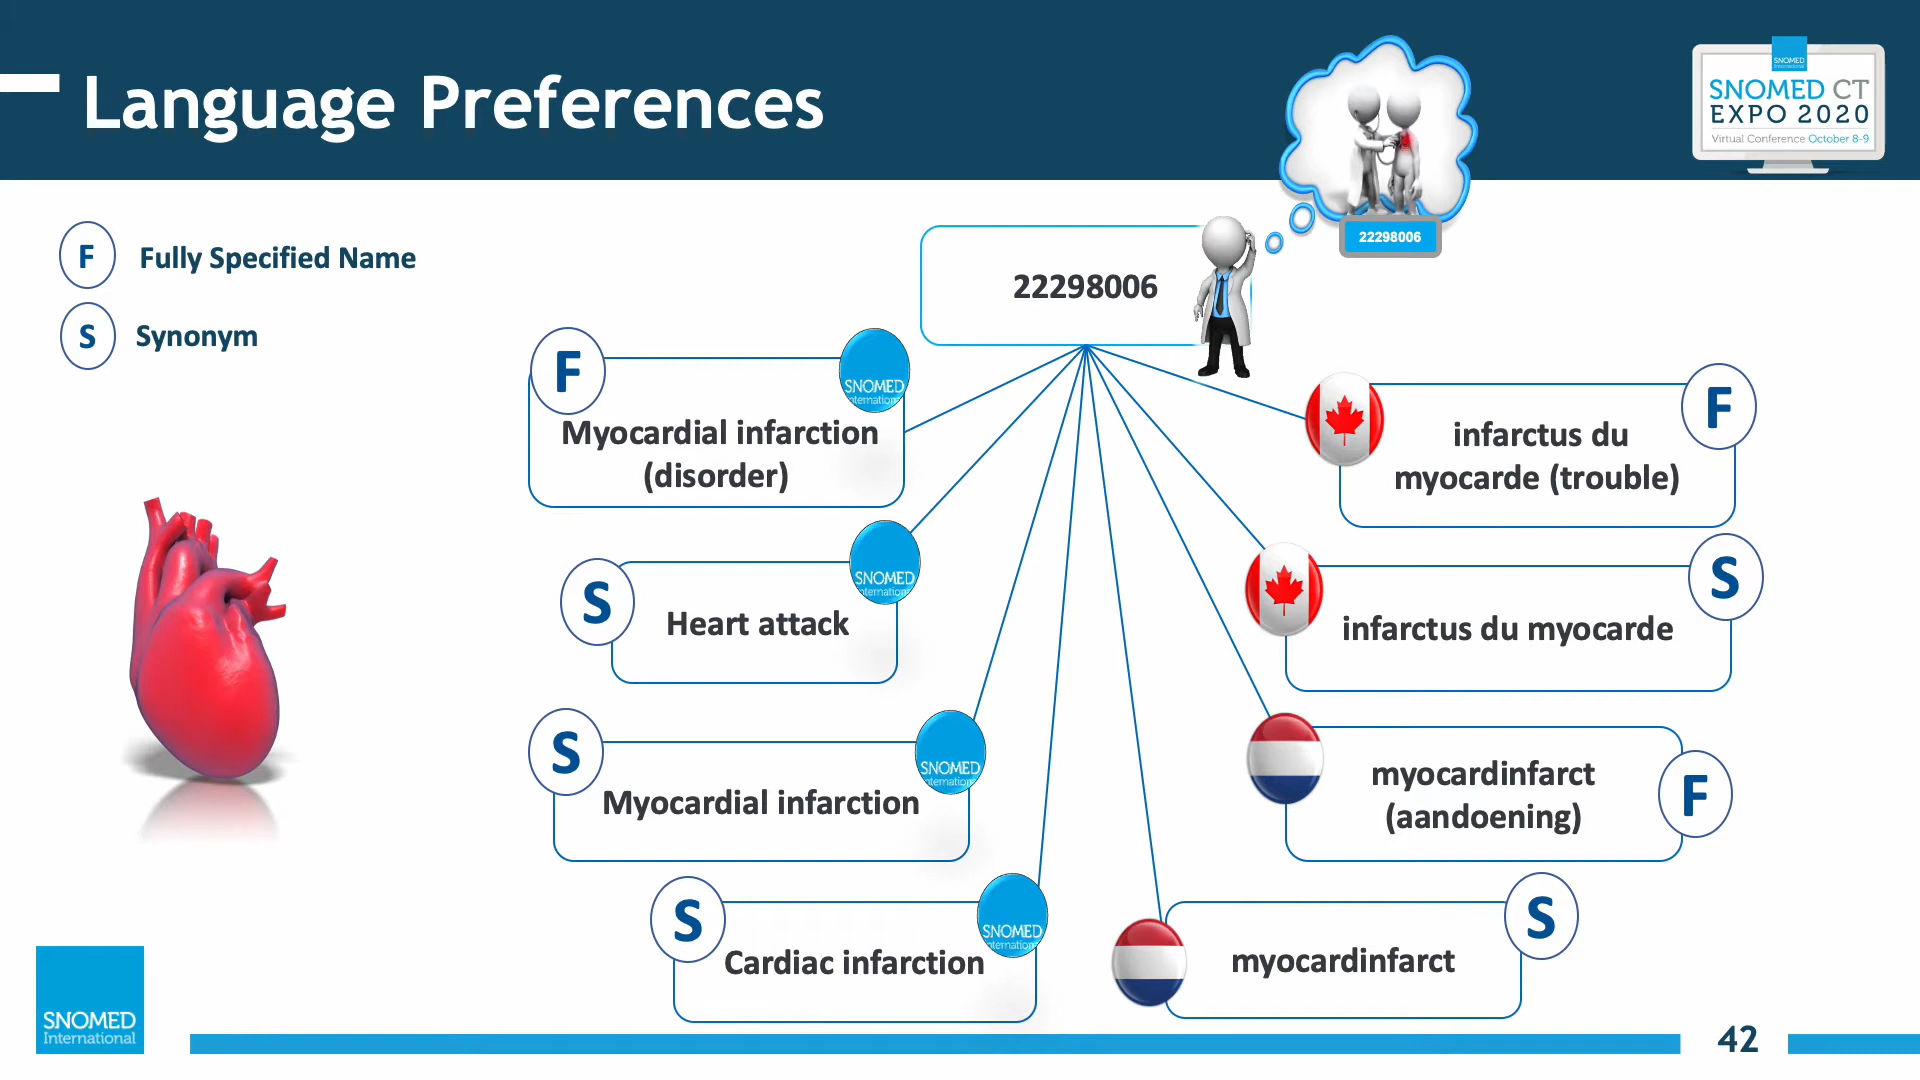 Language Preferences
SNOMED
International
SNOMED CT
EXPO 2020
Virtual Conference October 8-9
22298006
F Fully Specified Name
S Synonym
22298006
F
SNOMED
Myocardial infarction
(disorder)
F
infarctus du
myocarde (trouble)
S
SNOMED
Heart attack
S
infarctus du myocarde
S
SNOMED
Myocardial infarction
myocardinfarct
(aandoening)
F
S
SNOMED
Cardiac infarction
S
myocardinfarct
SNOMED
International
42